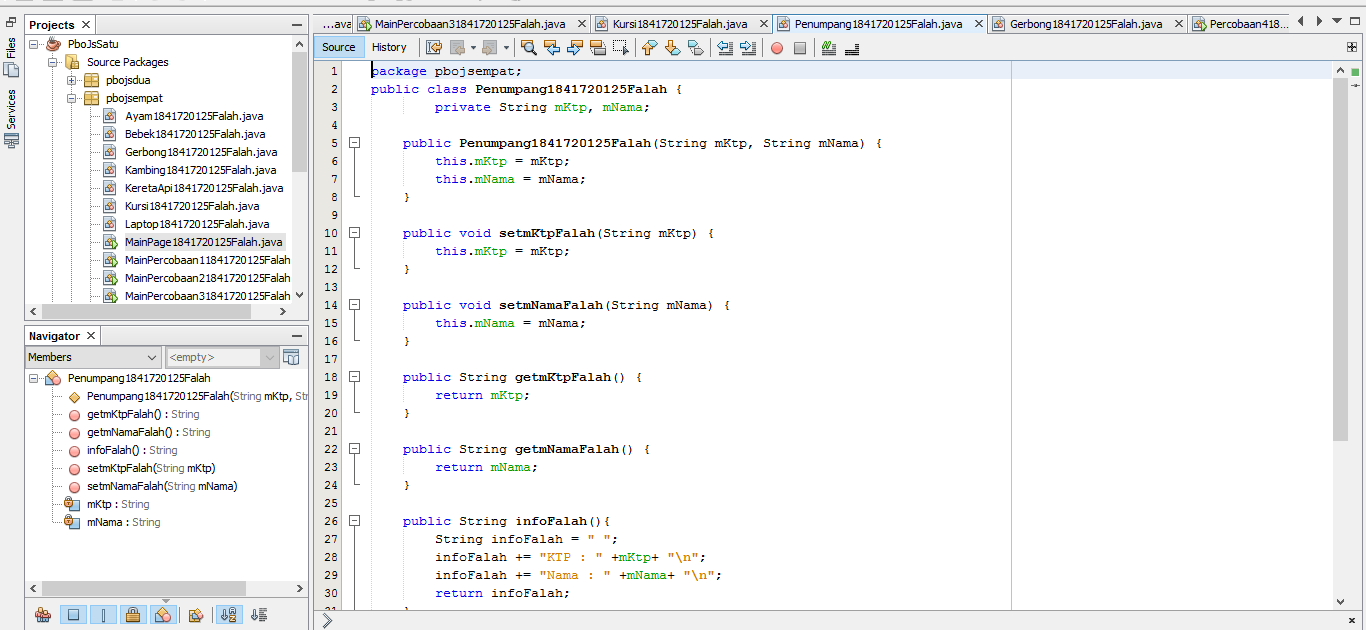 Projects
PboJsSatu
Source Packages
pbojsdua
pbojsempat
Ayam1841720125Falah.java
Bebek1841720125Falah.java
Gerbong1841720125Falah.java
Kambing1841720125Falah.java
KeretaApi1841720125Falah.java
Kursi1841720125Falah.java
Laptop1841720125Falah.java
MainPage1841720125Falah.java
MainPercobaan11841720125Falah
MainPercobaan21841720125Falah
MainPercobaan31841720125Falah
Files
Services
Navigator
Members
<empty>
Penumpang1841720125Falah
Penumpang1841720125Falah(String mKtp, Str
getmKtpFalah() : String
getmNamaFalah() : String
infoFalah() : String
setmKtpFalah(String mKtp)
setmNamaFalah(String mNama)
mKtp : String
mNama : String
...ava MainPercobaan31841720125Falah.java Kursi1841720125Falah.java Penumpang1841720125Falah.java Gerbong1841720125Falah.java Percobaan418...
Source History
1 package pbojsempat;
2 public class Penumpang1841720125Falah {
3 private String mKtp, mNama;
4
5 public Penumpang1841720125Falah(String mKtp, String mNama) {
6 this.mKtp = mKtp;
7 this.mNama = mNama;
8 }
9
10 public void setmKtpFalah(String mKtp) {
11 this.mKtp = mKtp;
12 }
13
14 public void setmNamaFalah(String mNama) {
15 this.mNama = mNama;
16 }
17
18 public String getmKtpFalah() {
19 return mKtp;
20 }
21
22 public String getmNamaFalah() {
23 return mNama;
24 }
25
26 public String infoFalah(){
27 String infoFalah = " ";
28 infoFalah += "KTP : " +mKtp+ "\n";
29 infoFalah += "Nama : " +mNama+ "\n";
30 return infoFalah;